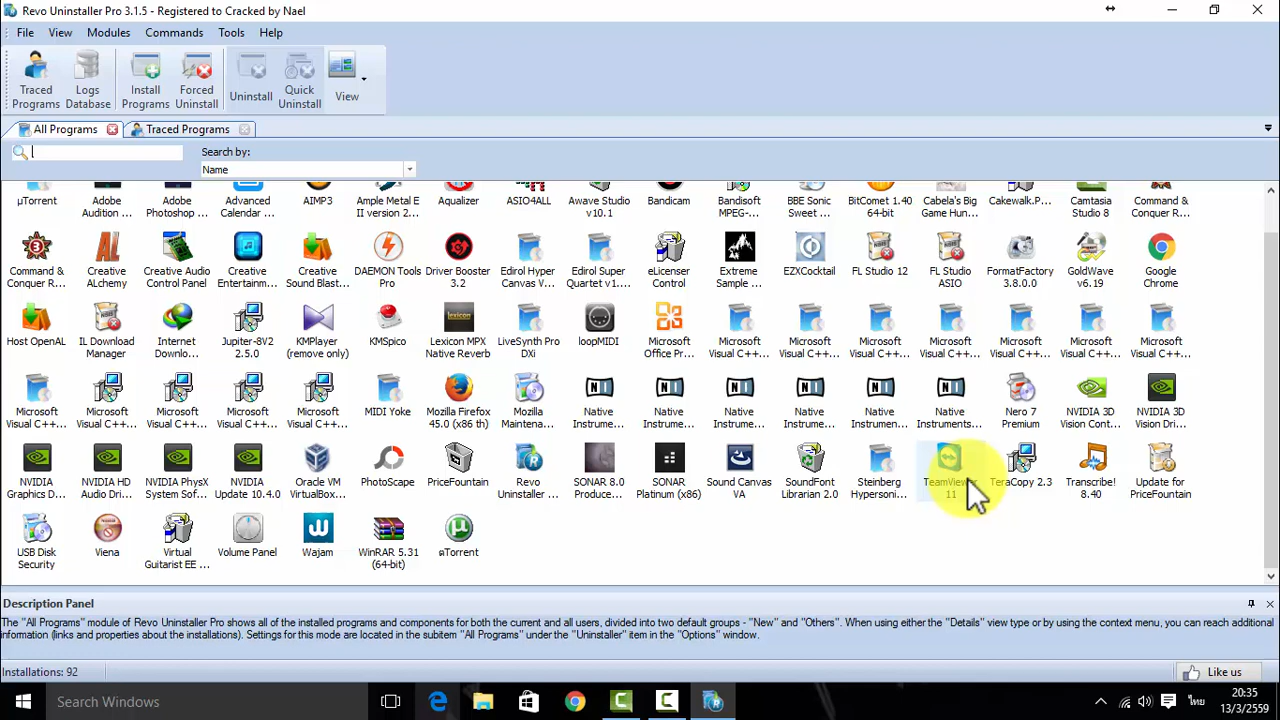 Revo Uninstaller Pro 3.1.5 - Registered to Cracked by Nael
File View Modules Commands Tools Help
Traced Programs
Logs Database
Install Programs
Forced Uninstall
Uninstall
Quick Uninstall
View
All Programs
Traced Programs
Search by:
Name
µTorrent
Adobe Audition ...
Adobe Photoshop ...
Advanced Calendar ...
AIMP3
Ample Metal E II version 2...
Aqualizer
ASIO4ALL
Awave Studio v10.1
Bandicam
Bandisoft MPEG-...
BBE Sonic Sweet ...
BitComet 1.40 64-bit
Cabela's Big Game Hun...
Cakewalk.P...
Camtasia Studio 8
Command & Conquer R...
Command & Conquer R...
Creative ALchemy
Creative Audio Control Panel
Creative Entertainm...
Creative Sound Blast...
DAEMON Tools Pro
Driver Booster 3.2
Edirol Hyper Canvas V...
Edirol Super Quartet v1....
eLicenser Control
Extreme Sample ...
EZXCocktail
FL Studio 12
FL Studio ASIO
FormatFactory 3.8.0.0
GoldWave v6.19
Google Chrome
Host OpenAL
IL Download Manager
Internet Downlo...
Jupiter-8V2 2.5.0
KMPlayer (remove only)
KMSpico
Lexicon MPX Native Reverb
LiveSynth Pro DXi
loopMIDI
Microsoft Office Pr...
Microsoft Visual C++...
Microsoft Visual C++...
Microsoft Visual C++...
Microsoft Visual C++...
Microsoft Visual C++...
Microsoft Visual C++...
Microsoft Visual C++...
Microsoft Visual C++...
Microsoft Visual C++...
Microsoft Visual C++...
Microsoft Visual C++...
Microsoft Visual C++...
MIDI Yoke
Mozilla Firefox 45.0 (x86 th)
Mozilla Maintena...
Native Instrume...
Native Instrume...
Native Instrume...
Native Instrume...
Native Instrumen...
Native Instruments...
Nero 7 Premium
NVIDIA 3D Vision Cont...
NVIDIA 3D Vision Dri...
NVIDIA Graphics D...
NVIDIA HD Audio Driv...
NVIDIA PhysX System Sof...
NVIDIA Update 10.4.0
Oracle VM VirtualBox...
PhotoScape
PriceFountain
Revo Uninstaller ...
SONAR 8.0 Produce...
SONAR Platinum (x86)
Sound Canvas VA
SoundFont Librarian 2.0
Steinberg Hypersoni...
TeamViewer 11
TeraCopy 2.3
Transcribe! 8.40
Update for PriceFountain
USB Disk Security
Viena
Virtual Guitarist EE ...
Volume Panel
Wajam
WinRAR 5.31 (64-bit)
ตTorrent
Description Panel
The "All Programs" module of Revo Uninstaller Pro shows all of the installed programs and components for both the current and all users, divided into two default groups - "New" and "Others". When using either the "Details" view type or by using the context menu, you can reach additional
information (links and properties about the installations). Settings for this mode are located in the subitem "All Programs" under the "Uninstaller" item in the "Options" window.
Installations: 92
Like us
Search Windows
ไทย
20:35
13/3/2559